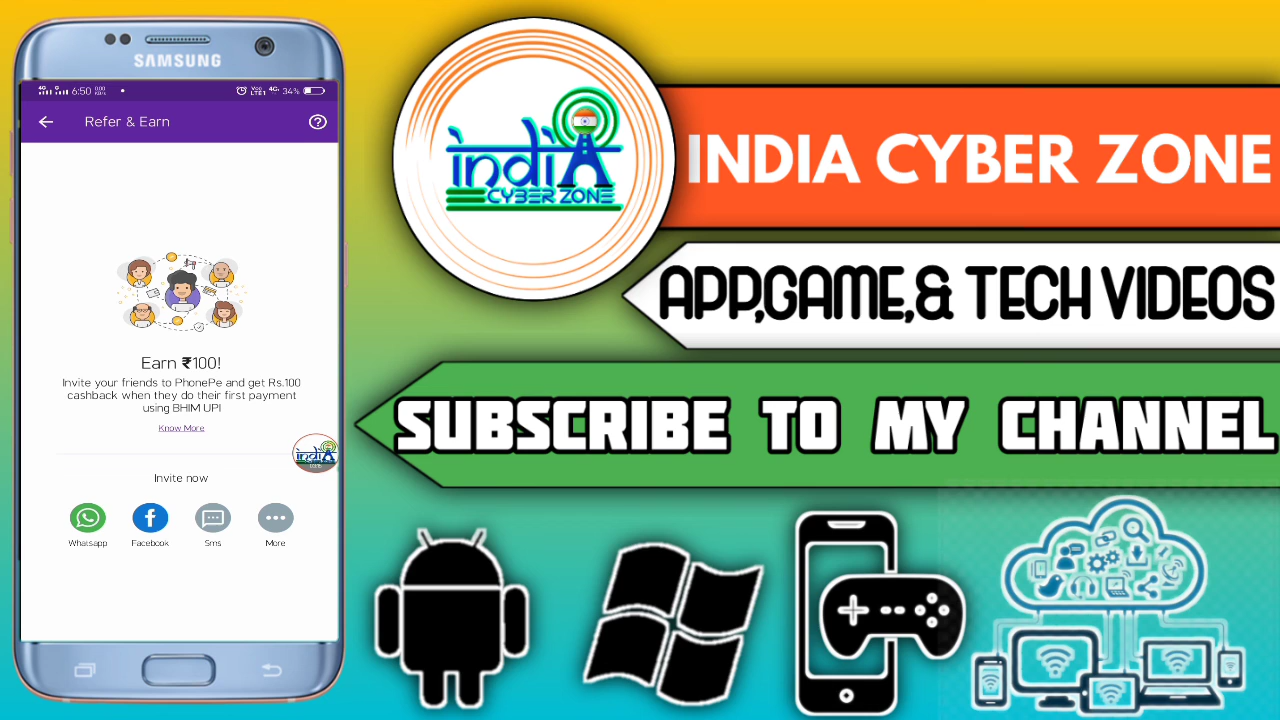 SAMSUNG
6:50
34%
Refer & Earn
Earn ₹100!
Invite your friends to PhonePe and get Rs.100
cashback when they do their first payment
using BHIM UPI
Know More
Invite now
Whatsapp Facebook Sms More
indiA
CYBER ZONE
INDIA CYBER ZONE
APP,GAME,& TECH VIDEOS
SUBSCRIBE TO MY CHANNEL